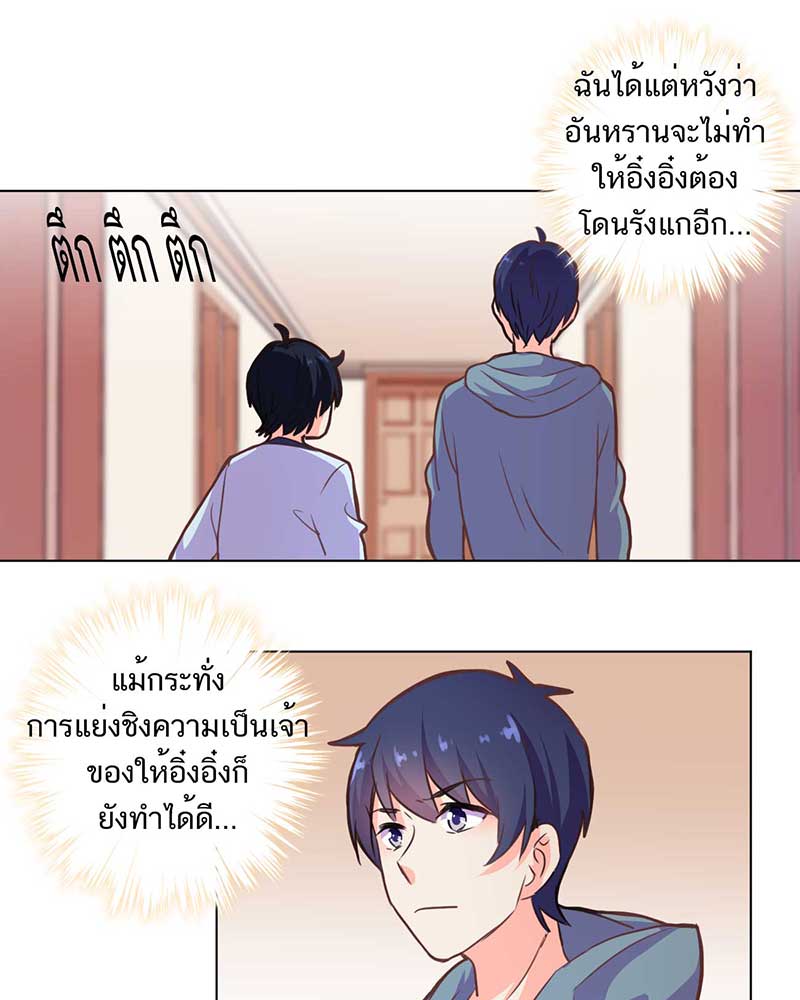 ฉันได้แต่หวังว่า
อันหรานจะไม่ทำ
ให้อิ๋งอิ๋งต้อง
โดนรังแกอีก...
ตึก ตึก ตึก
แม้กระทั่ง
การแย่งชิงความเป็นเจ้า
ของให้อิ๋งอิ๋งก็
ยังทำได้ดี...